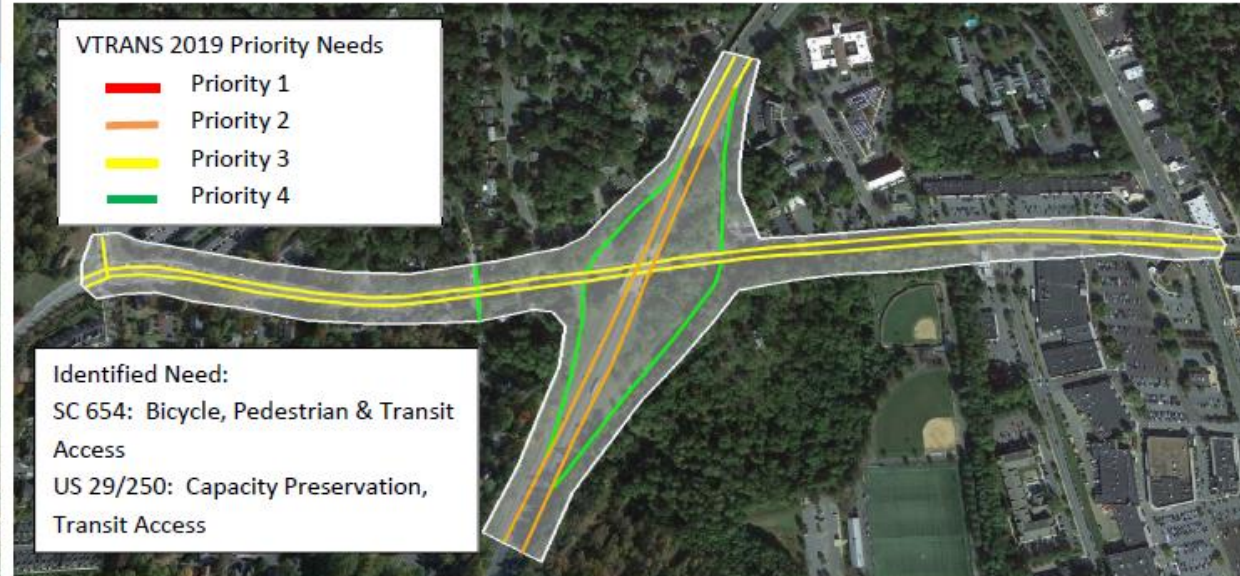 VTRANS 2019 Priority Needs
Priority 1
Priority 2
Priority 3
Priority 4
Identified Need:
SC 654: Bicycle, Pedestrian & Transit
Access
US 29/250: Capacity Preservation,
Transit Access